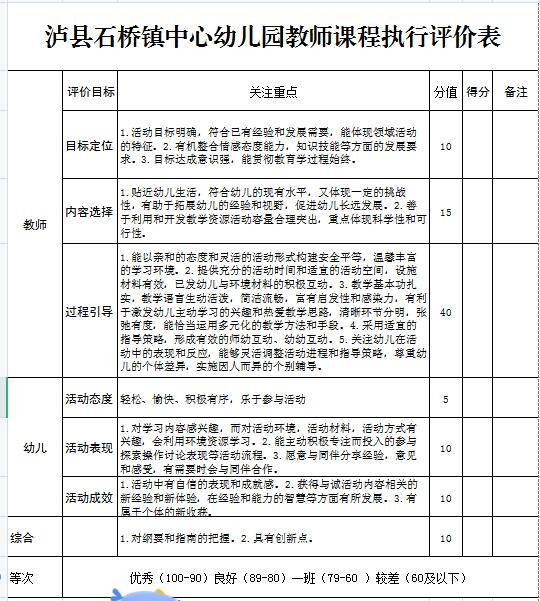 泸县石桥镇中心幼儿园教师课程执行评价表
评价目标 关注重点 分值 得分 备注
教师
目标定位
1.活动目标明确，符合已有经验和发展需要，能体现领域活动
的特征。2.有机整合情感态度能力，知识技能等方面的发展要
求。3.目标达成意识强，能贯彻教育学过程始终。
10
内容选择
1.贴近幼儿生活，符合幼儿的现有水平，又体现一定的挑战
性，有助于拓展幼儿的经验和视野，促进幼儿长远发展。2.善
于利用和开发教学资源活动容量合理突出，重点体现科学性和可
行性。
15
过程引导
1.能以亲和的态度和灵活的活动形式构建安全平等，温馨丰富
的学习环境。2.提供充分的活动时间和适宜的活动空间，设施
材料有效，已发幼儿与环境材料的积极互动。3.教学基本功扎
实，教学语言生动活泼，简洁流畅，富有启发性和感染力，有利
于激发幼儿主动学习的兴趣和热爱教学思路，清晰环节分明，张
弛有度，能恰当运用多元化的教学方法和手段。4.采用适宜的
指导策略，形成有效的师幼互动、幼幼互动。5.关注幼儿在活
动中的表现和反应，能够灵活调整活动进程和指导策略，尊重幼
儿的个体差异，实施因人而异的个别辅导。
40
幼儿
活动态度
轻松、愉快、积极有序，乐于参与活动
5
活动表现
1.对学习内容感兴趣，而对活动环境，活动材料，活动方式有
兴趣，会利用环境资源学习。2.能主动积极专注而投入的参与
探索操作讨论表现等活动流程。3.愿意与同伴分享经验，意见
和感受，有需要时会与同伴合作。
10
活动成效
1.活动中有自信的表现和成就感。2.获得与诚活动内容相关的
新经验和新体验，在经验和能力的智慧等方面有所发展。3.有
属于个体的新收获。
10
综合
1.对纲要和指南的把握。2.具有创新点。
10
等次
优秀（100-90）良好（89-80）一班（79-60 ）较差（60及以下）